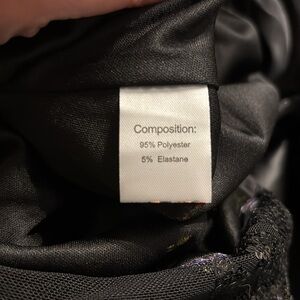 Composition:
95% Polyester
5% Elastane